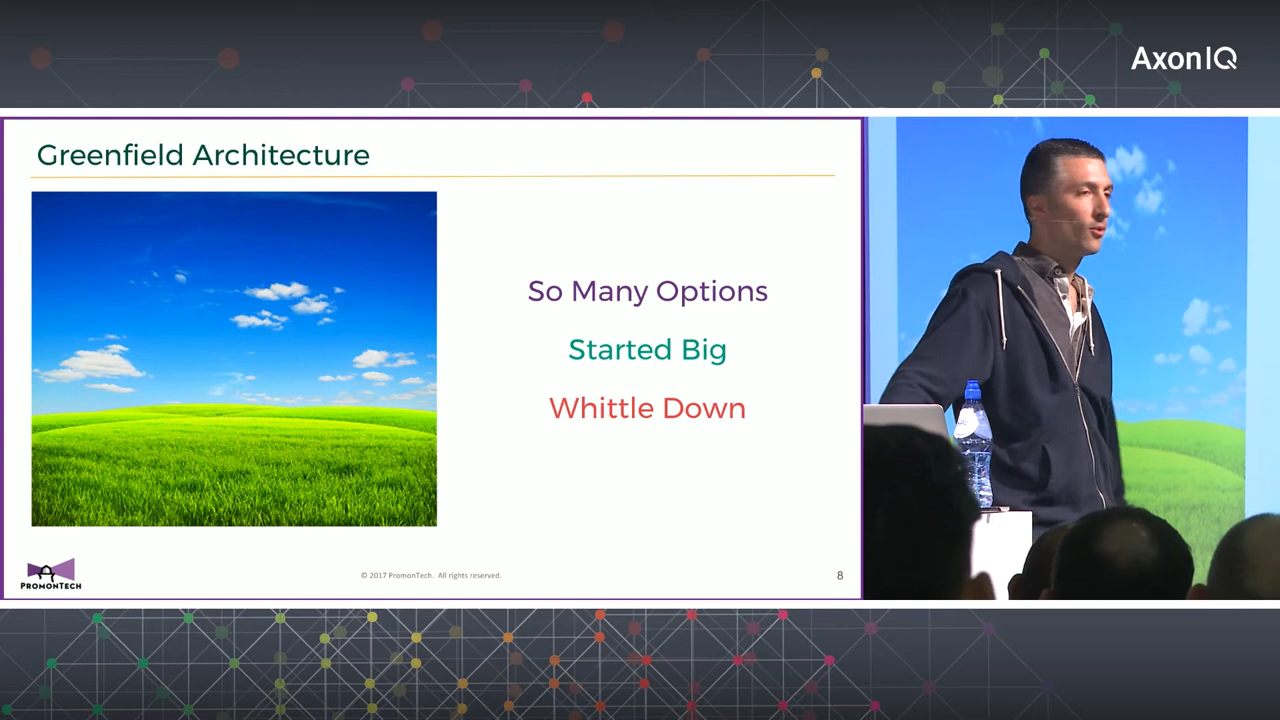 AxonIQ
Greenfield Architecture
So Many Options
Started Big
Whittle Down
PROMONTECH
© 2017 PromonTech. All rights reserved.
8